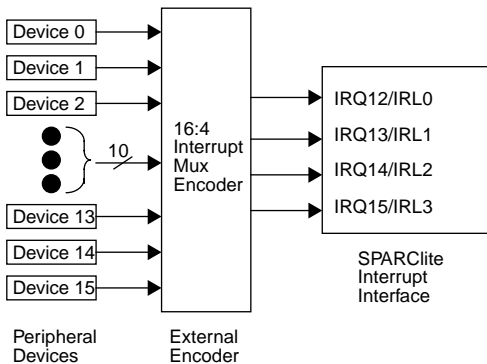 Device 0
Device 1
Device 2
10
Device 13
Device 14
Device 15
Peripheral
Devices
16:4
Interrupt
Mux
Encoder
External
Encoder
IRQ12/IRL0
IRQ13/IRL1
IRQ14/IRL2
IRQ15/IRL3
SPARClite
Interrupt
Interface